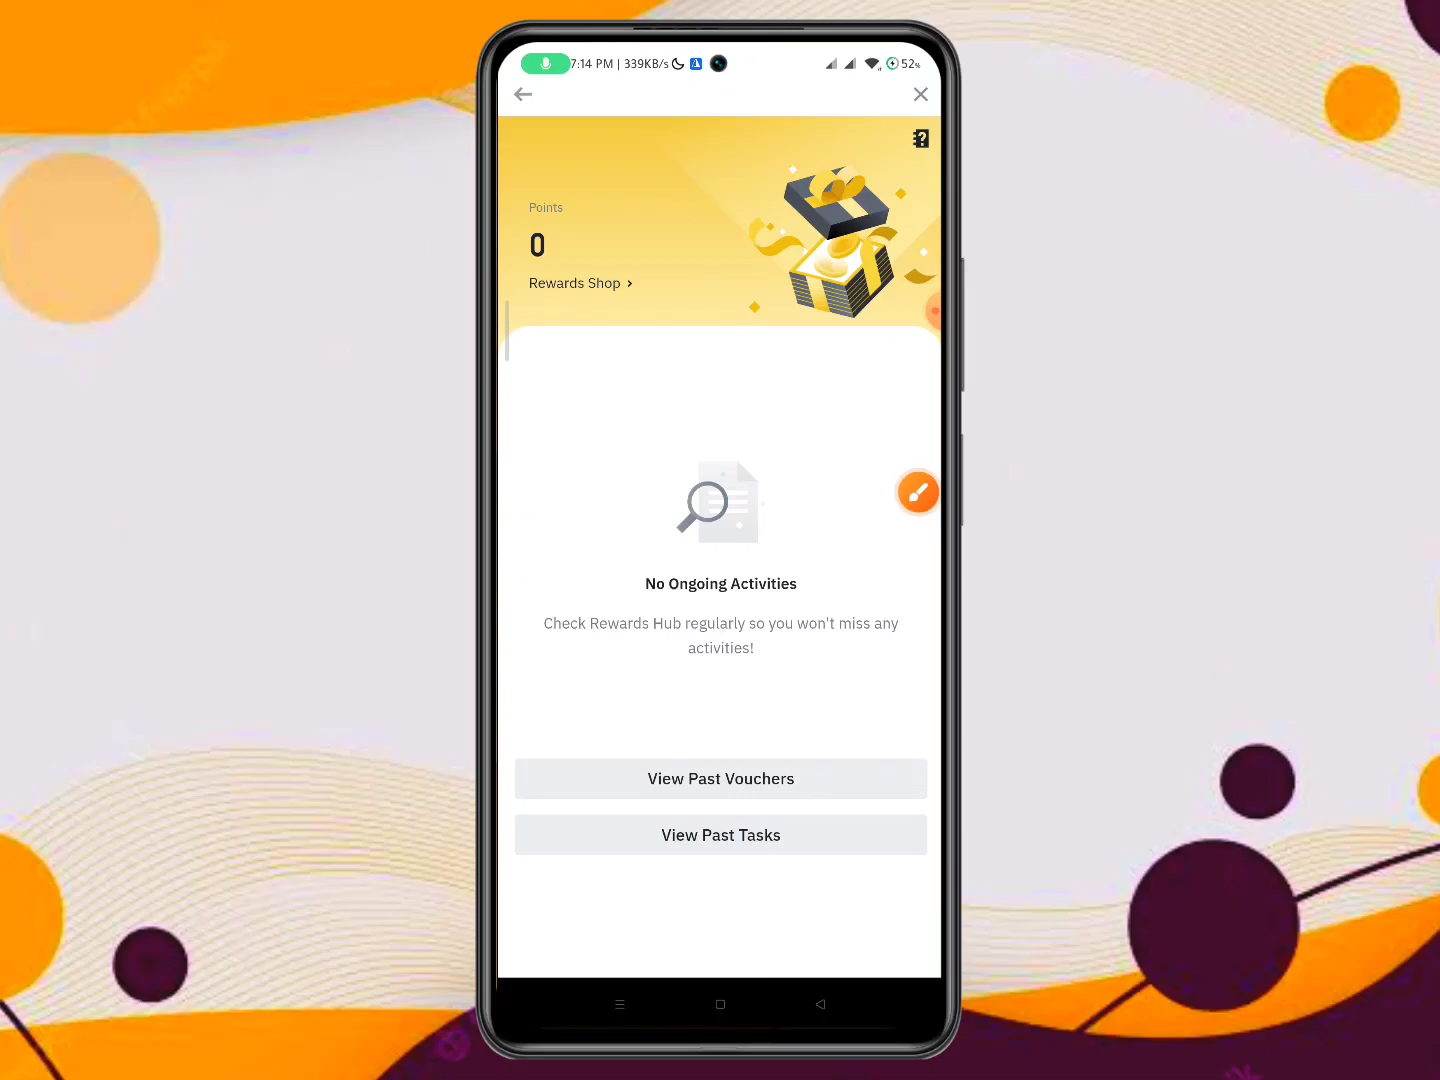 7:14 PM | 339KB/s 52%
Points
0
Rewards Shop >
No Ongoing Activities
Check Rewards Hub regularly so you won't miss any
activities!
View Past Vouchers
View Past Tasks